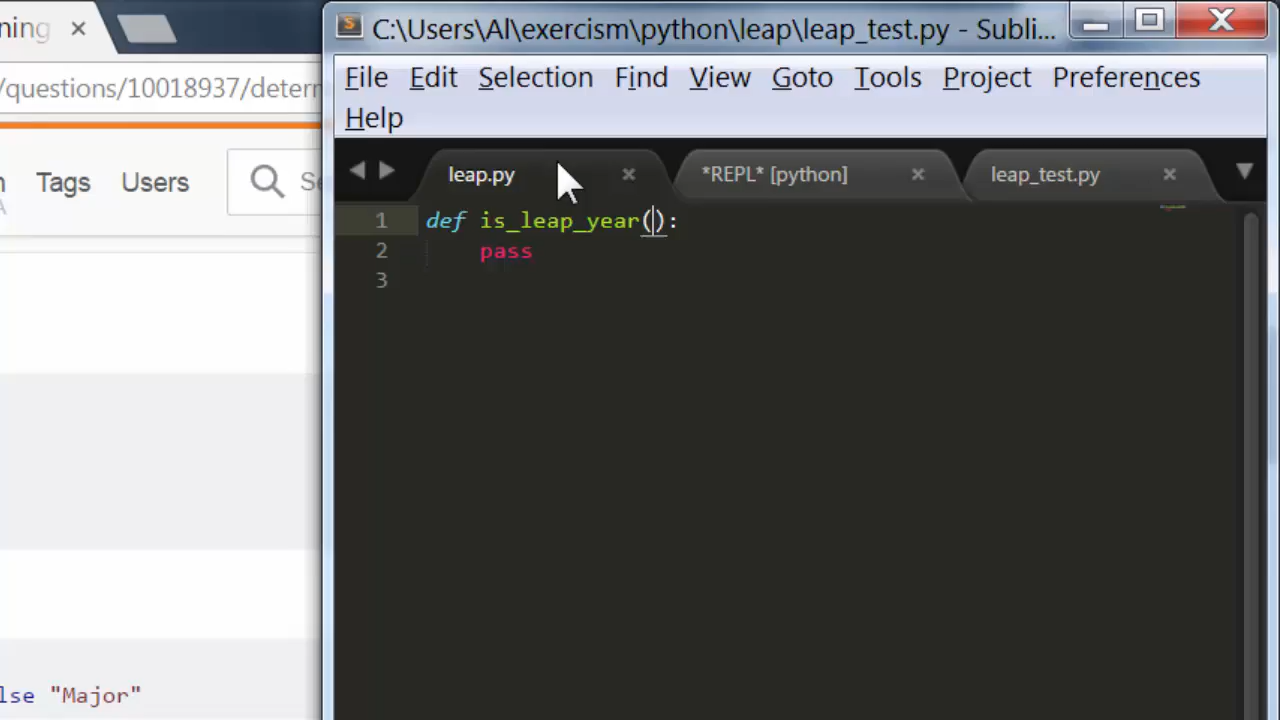 ning
C:\Users\Al\exercism\python\leap\leap_test.py - Subli...
/questions/10018937/determ
File Edit Selection Find View Goto Tools Project Preferences
Help
Tags Users
leap.py *REPL* [python] leap_test.py
1 def is_leap_year():
2 pass
3
lse "Major"